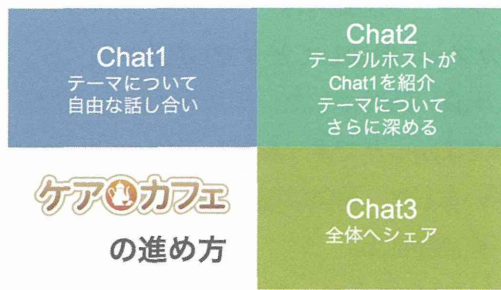 Chat1
テーマについて
自由な話し合い
Chat2
テーブルホストが
Chat1を紹介
テーマについて
さらに深める
ケアカフェ
の進め方
Chat3
全体へシェア